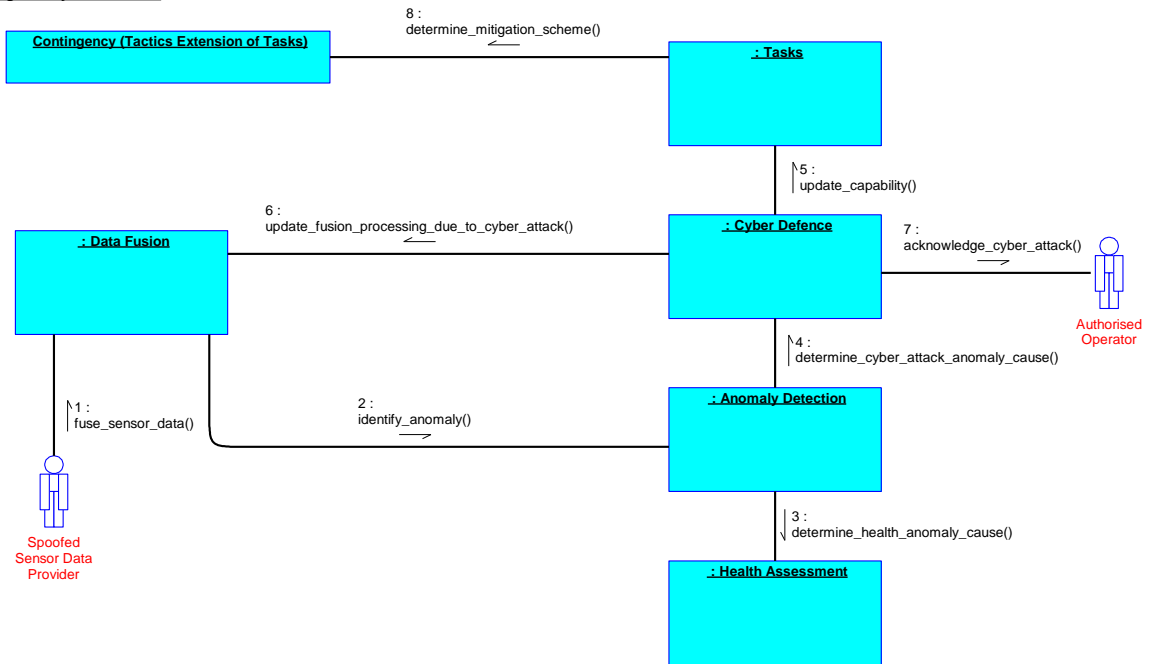 8 :
determine_mitigation_scheme()
Contingency (Tactics Extension of Tasks)
: Tasks
5 :
update_capability()
6 :
update_fusion_processing_due_to_cyber_attack()
: Data Fusion
: Cyber Defence
7 :
acknowledge_cyber_attack()
Authorised
Operator
4 :
determine_cyber_attack_anomaly_cause()
1 :
fuse_sensor_data()
2 :
identify_anomaly()
: Anomaly Detection
Spoofed
Sensor Data
Provider
3 :
determine_health_anomaly_cause()
: Health Assessment